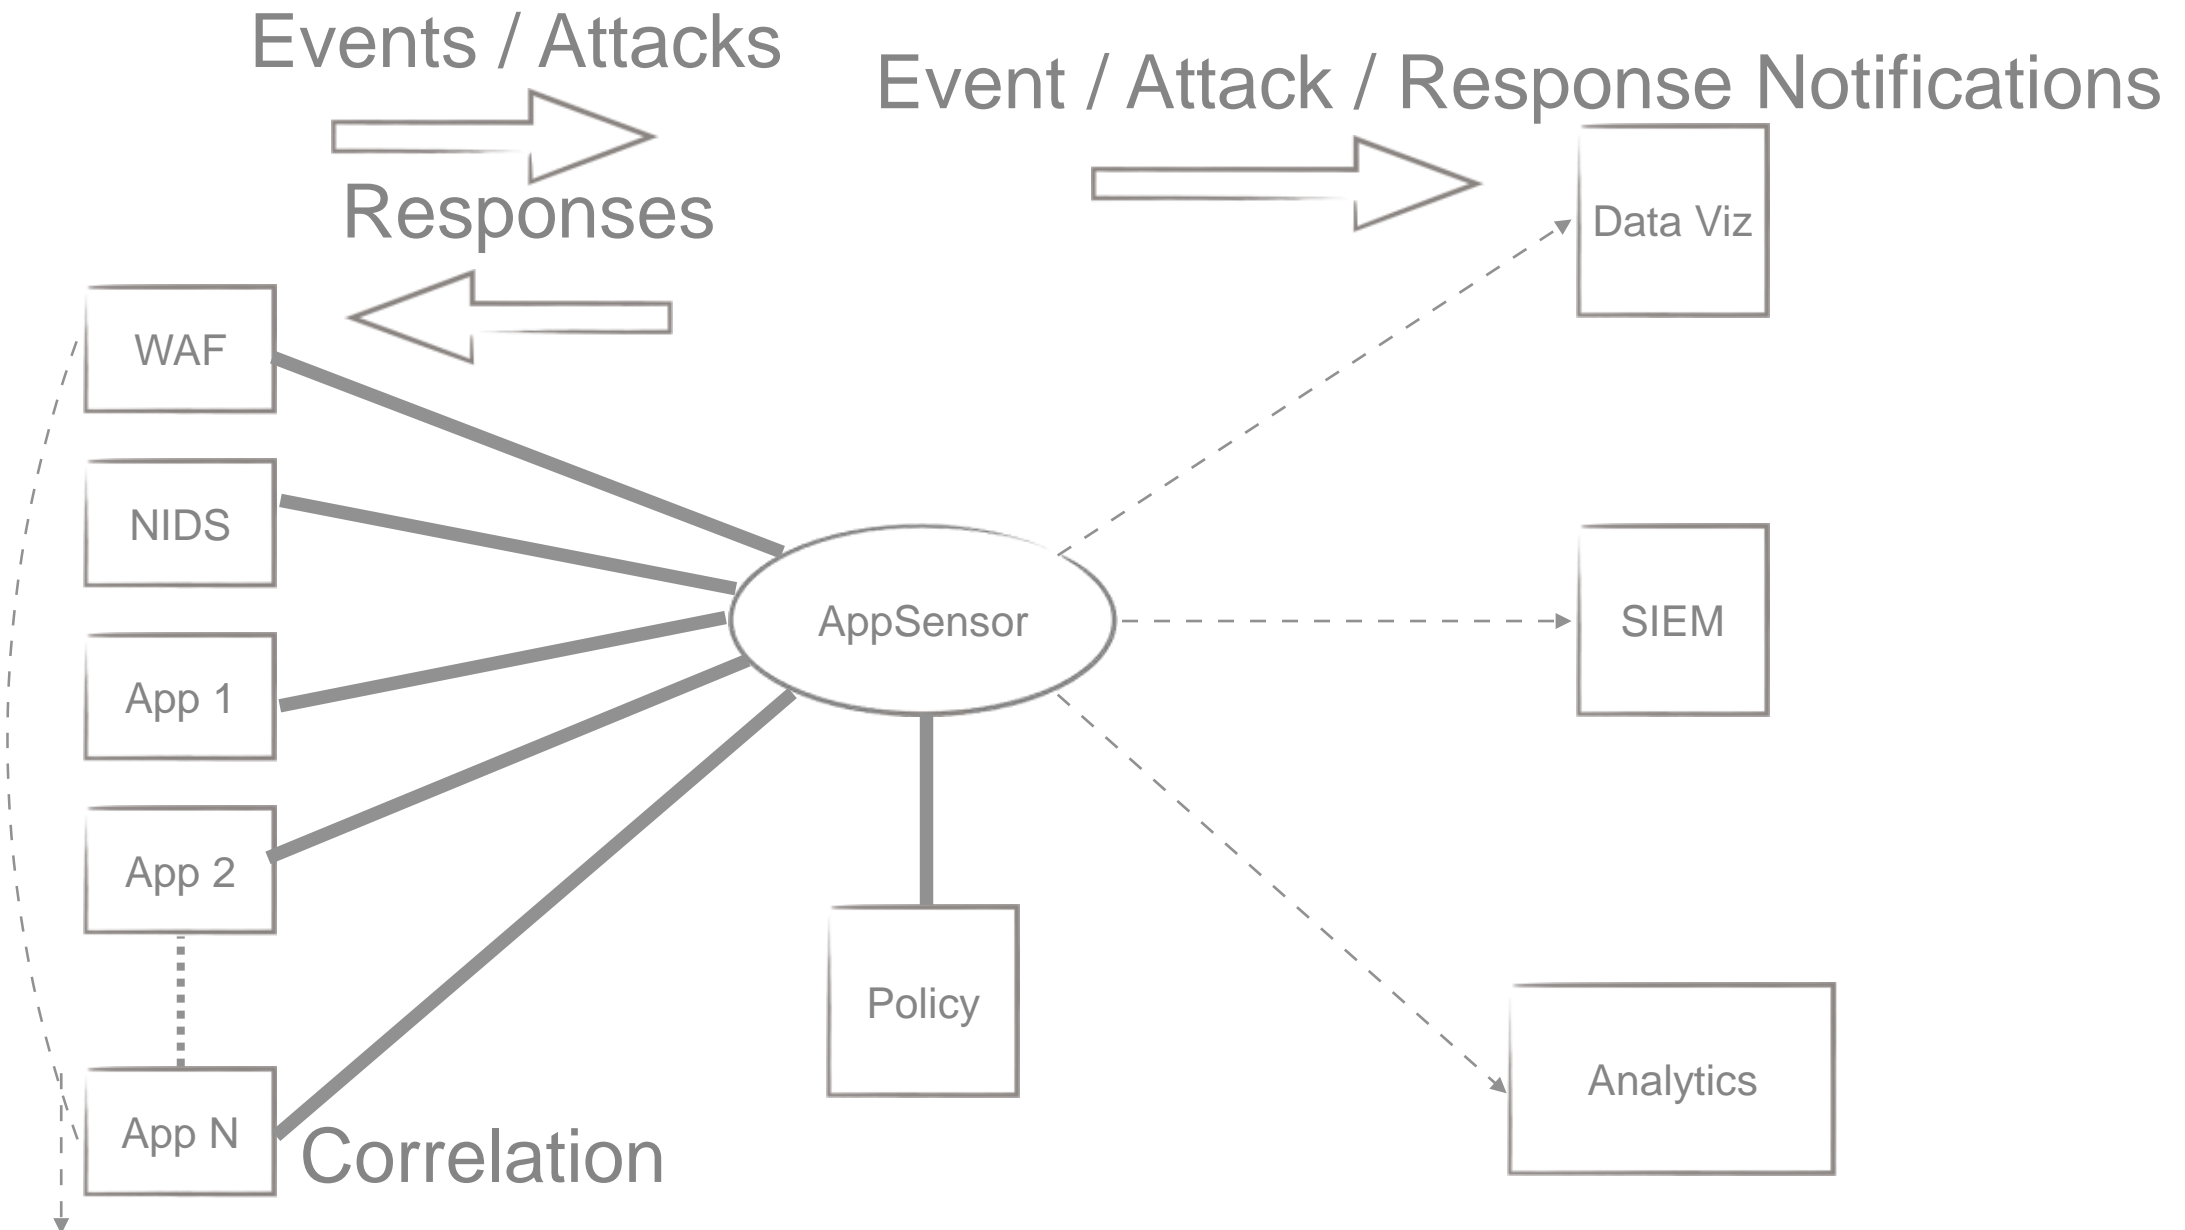 Events / Attacks
Event / Attack / Response Notifications
Responses
Data Viz
WAF
NIDS
AppSensor
SIEM
App 1
App 2
Policy
Analytics
App N
Correlation